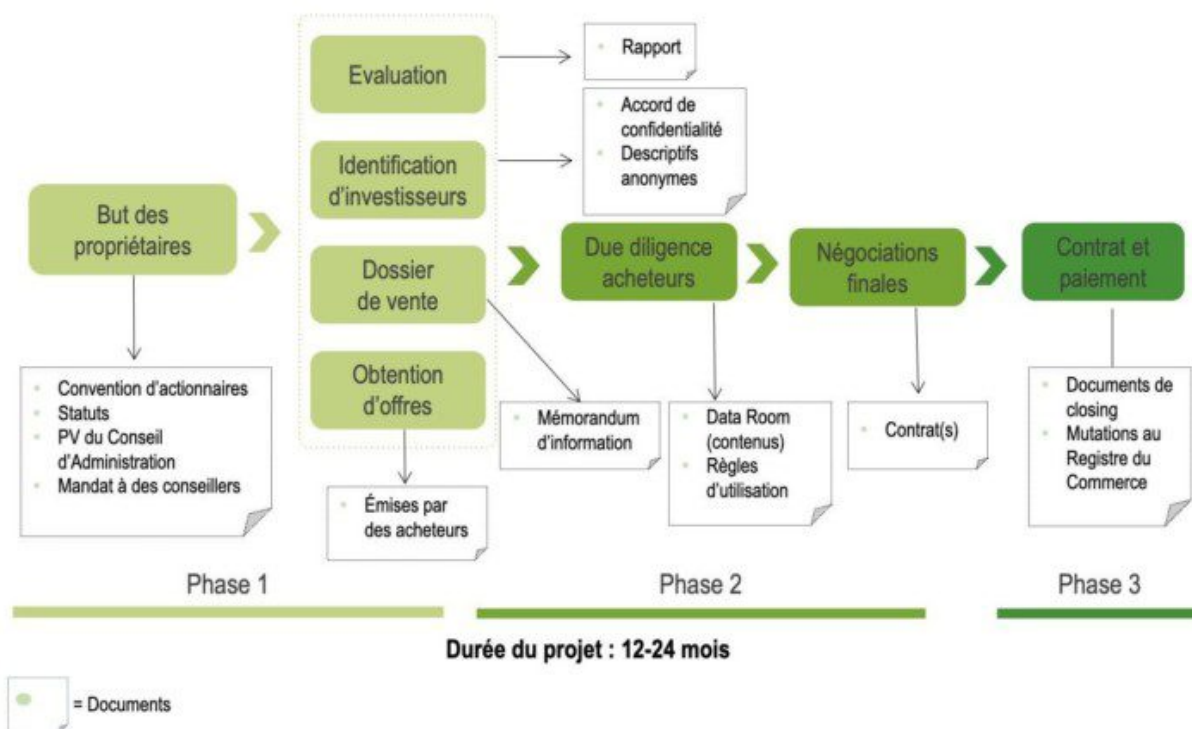 Evaluation
Rapport
Identification
d'investisseurs
Accord de
confidentialité
Descriptifs
anonymes
But des
propriétaires
Dossier
de vente
Due diligence
acheteurs
Négociations
finales
Contrat et
paiement
Obtention
d'offres
Convention d'actionnaires
Statuts
PV du Conseil
d'Administration
Mandat à des conseillers
Émises par
des acheteurs
Mémorandum
d'information
Data Room
(contenus)
Règles
d'utilisation
Contrat(s)
Documents de
closing
Mutations au
Registre du
Commerce
Phase 1
Phase 2
Phase 3
Durée du projet : 12-24 mois
= Documents